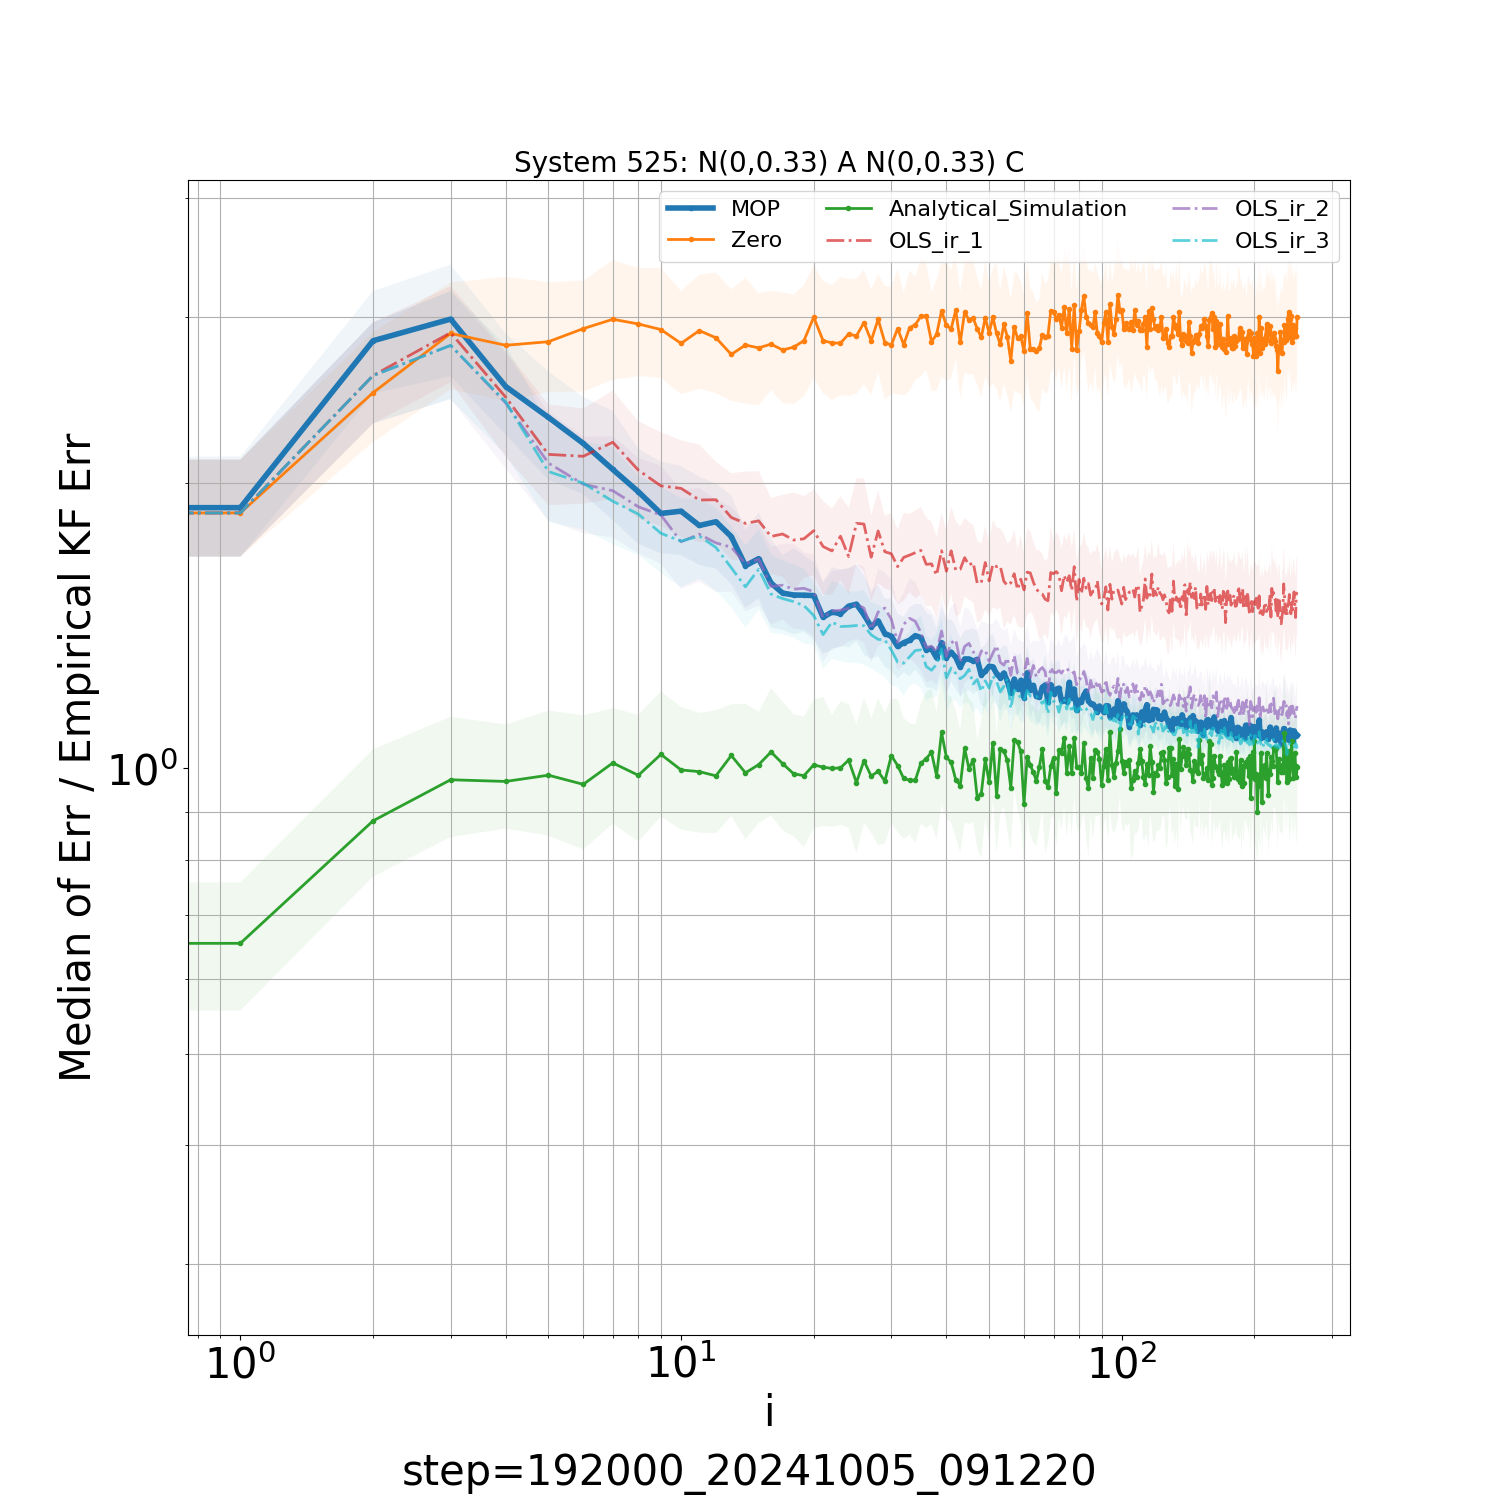 System 525: N(0,0.33) A N(0,0.33) C
MOP
Zero
Analytical_Simulation
OLS_ir_1
OLS_ir_2
OLS_ir_3
Median of Err / Empirical KF Err
10⁰
10⁰ 10¹ 10²
i
step=192000_20241005_091220